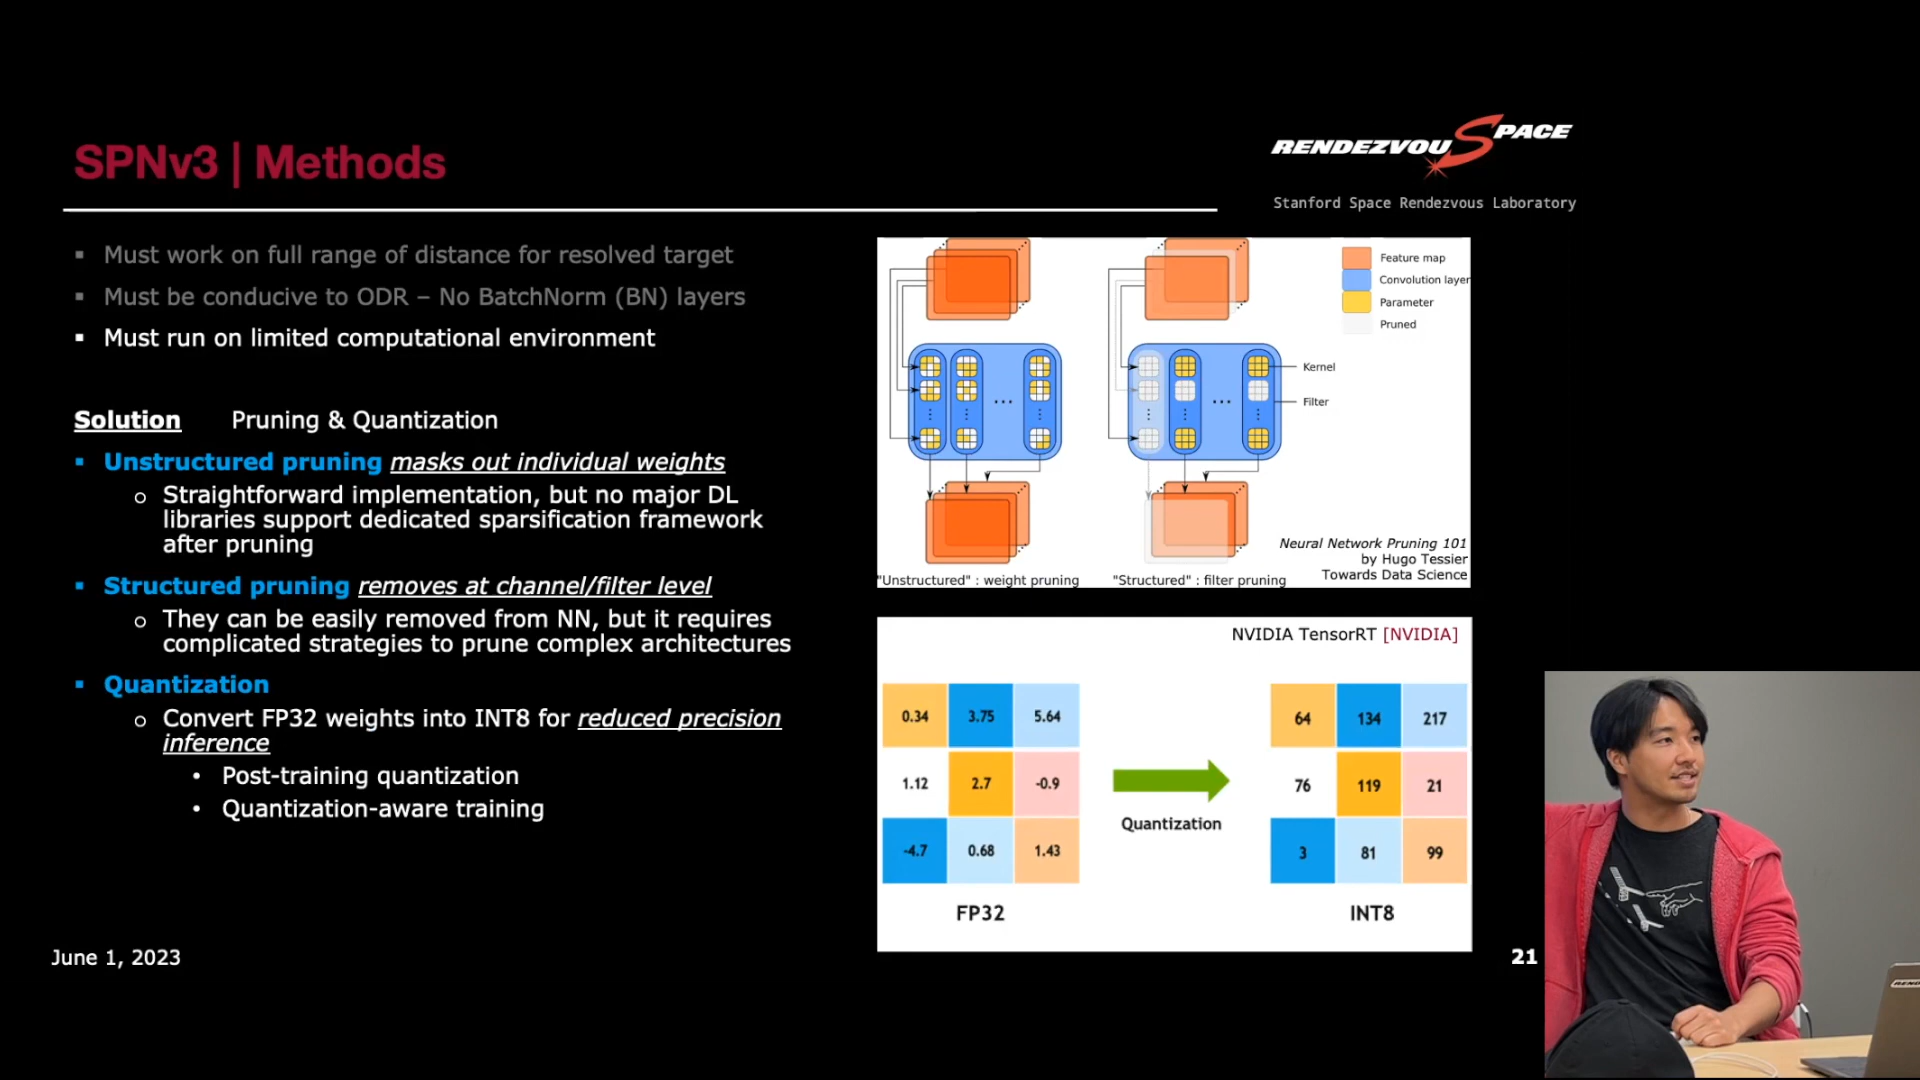 SPNv3 | Methods
RENDEZVOUSPACE
Stanford Space Rendezvous Laboratory
▪ Must work on full range of distance for resolved target
▪ Must be conducive to ODR – No BatchNorm (BN) layers
▪ Must run on limited computational environment
Solution Pruning & Quantization
▪ Unstructured pruning masks out individual weights
o Straightforward implementation, but no major DL
libraries support dedicated sparsification framework
after pruning
▪ Structured pruning removes at channel/filter level
o They can be easily removed from NN, but it requires
complicated strategies to prune complex architectures
▪ Quantization
o Convert FP32 weights into INT8 for reduced precision
inference
• Post-training quantization
• Quantization-aware training
Feature map
Convolution layer
Parameter
Pruned
Kernel
Filter
Neural Network Pruning 101
by Hugo Tessier
Towards Data Science
"Unstructured" : weight pruning
"Structured" : filter pruning
NVIDIA TensorRT [NVIDIA]
0.34 3.75 5.64
1.12 2.7 -0.9
-4.7 0.68 1.43
FP32
Quantization
64 134 217
76 119 21
3 81 99
INT8
June 1, 2023
21